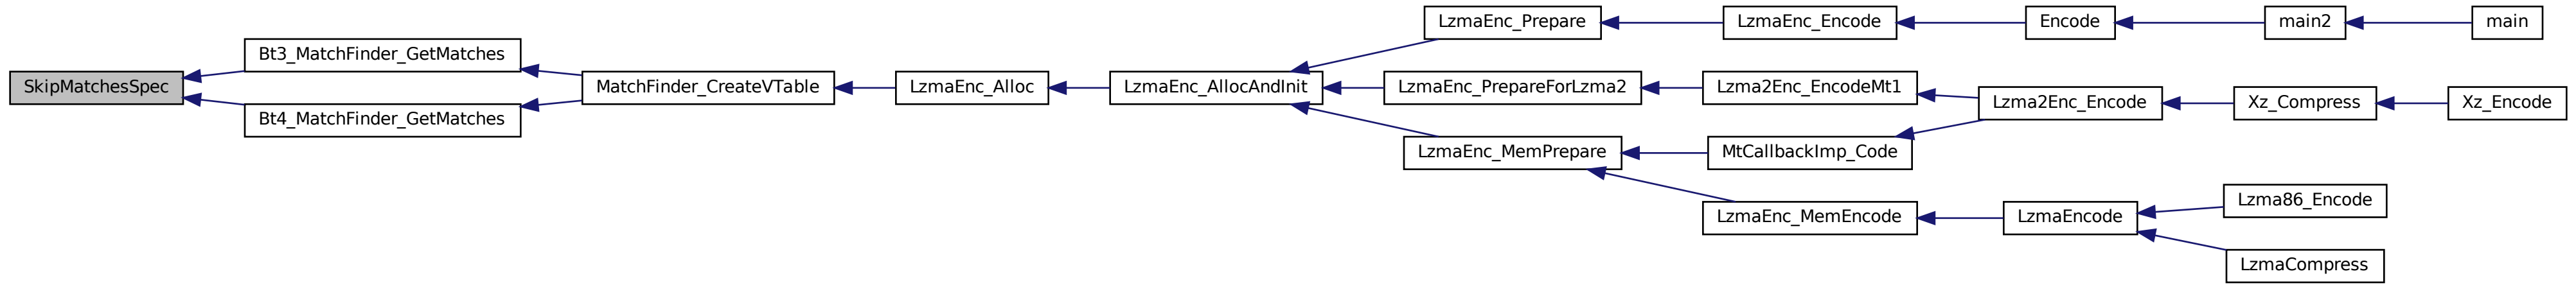 SkipMatchesSpec
Bt3_MatchFinder_GetMatches
Bt4_MatchFinder_GetMatches
MatchFinder_CreateVTable
LzmaEnc_Alloc
LzmaEnc_AllocAndInit
LzmaEnc_Prepare
LzmaEnc_Encode
Encode
main2
main
LzmaEnc_PrepareForLzma2
Lzma2Enc_EncodeMt1
Lzma2Enc_Encode
Xz_Compress
Xz_Encode
LzmaEnc_MemPrepare
MtCallbackImp_Code
LzmaEnc_MemEncode
LzmaEncode
Lzma86_Encode
LzmaCompress